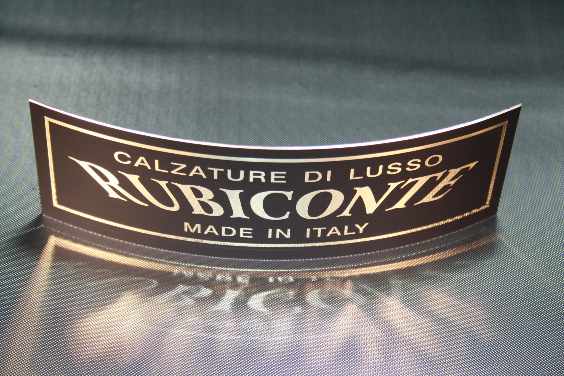 CALZATURE DI LUSSO
RUBICONTE
MADE IN ITALY